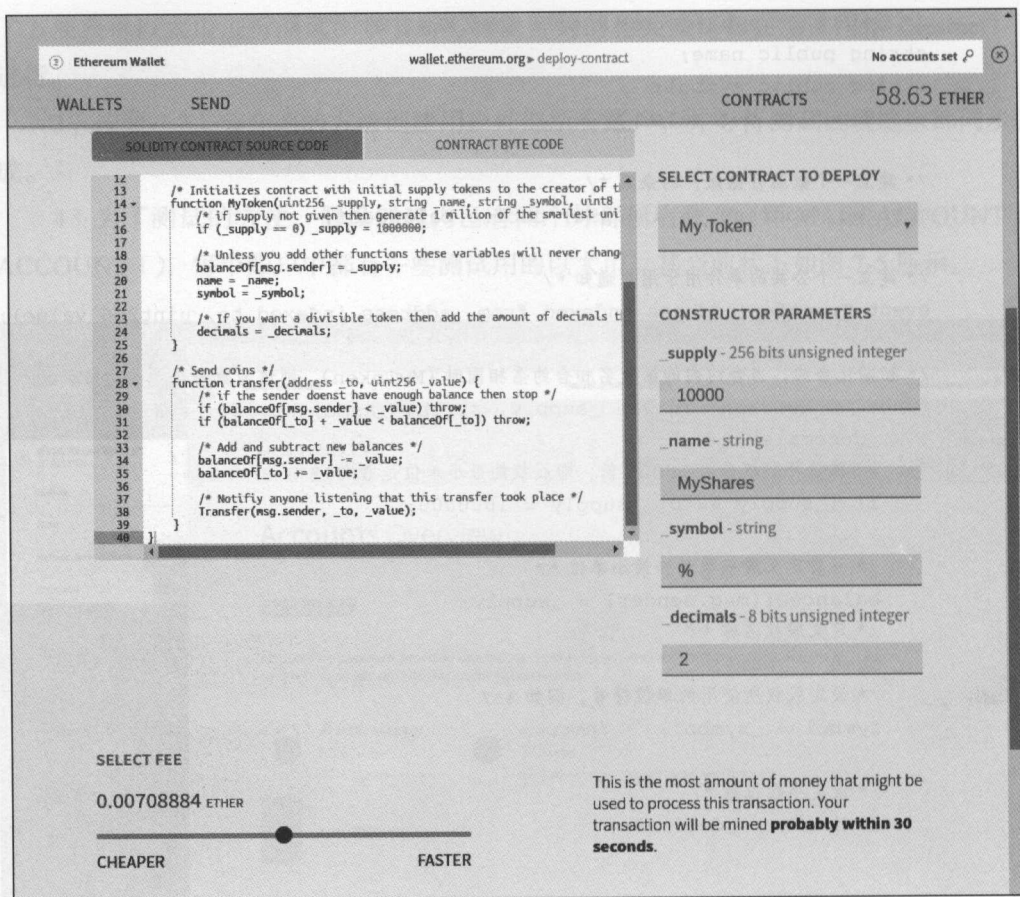 Ethereum Wallet
wallet.ethereum.org▸deploy-contract
No accounts set
WALLETS
SEND
CONTRACTS
58.63 ETHER
SOLIDITY CONTRACT SOURCE CODE
CONTRACT BYTE CODE
12
13 /* Initializes contract with initial supply tokens to the creator of t
14 function MyToken(uint256 _supply, string _name, string _symbol, uint8
15 /* if supply not given then generate 1 million of the smallest uni
16 if (_supply == 0) _supply = 1000000;
17
18 /* Unless you add other functions these variables will never chang
19 balanceOf[msg.sender] = _supply;
20 name = _name;
21 symbol = _symbol;
22
23 /* If you want a divisible token then add the amount of decimals t
24 decimals = _decimals;
25 }
26
27 /* Send coins */
28 function transfer(address _to, uint256 _value) {
29 /* if the sender doenst have enough balance then stop */
30 if (balanceOf[msg.sender] < _value) throw;
31 if (balanceOf[_to] + _value < balanceOf[_to]) throw;
32
33 /* Add and subtract new balances */
34 balanceOf[msg.sender] -= _value;
35 balanceOf[_to] += _value;
36
37 /* Notifiy anyone listening that this transfer took place */
38 Transfer(msg.sender, _to, _value);
39 }
40 }
SELECT CONTRACT TO DEPLOY
My Token
CONSTRUCTOR PARAMETERS
_supply - 256 bits unsigned integer
10000
_name - string
MyShares
_symbol - string
%
_decimals - 8 bits unsigned integer
2
SELECT FEE
0.00708884 ETHER
CHEAPER
FASTER
This is the most amount of money that might be
used to process this transaction. Your
transaction will be mined probably within 30
seconds.